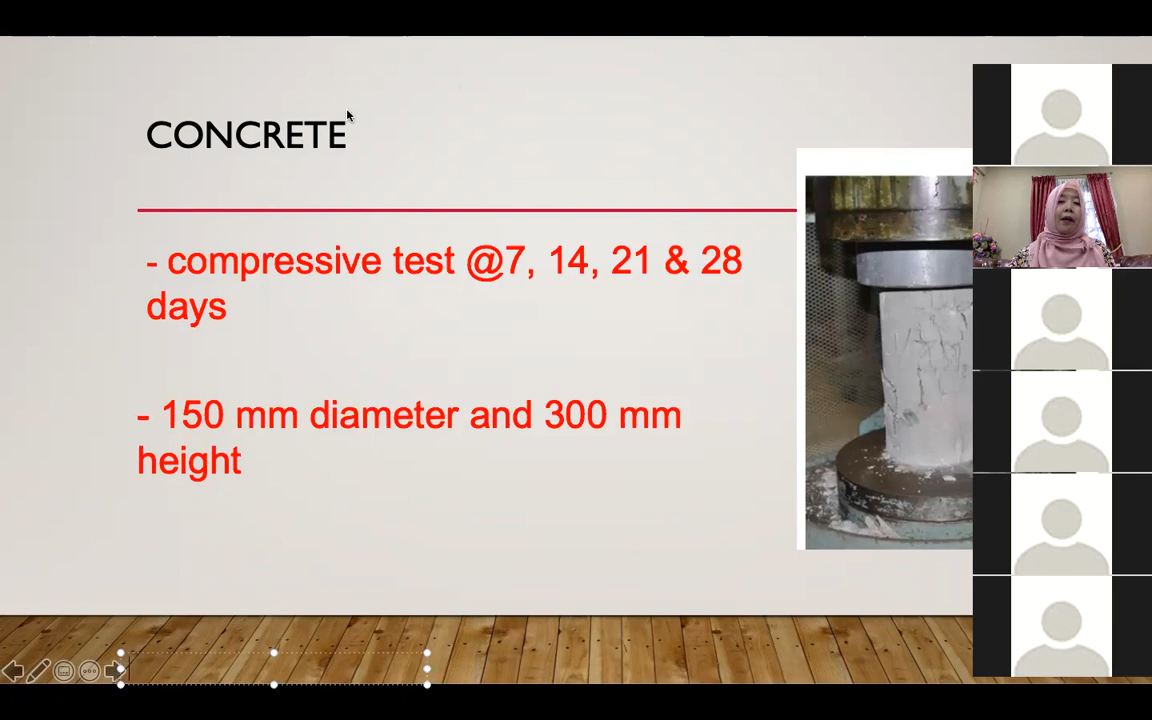 CONCRETE
- compressive test @7, 14, 21 & 28
days
- 150 mm diameter and 300 mm
height